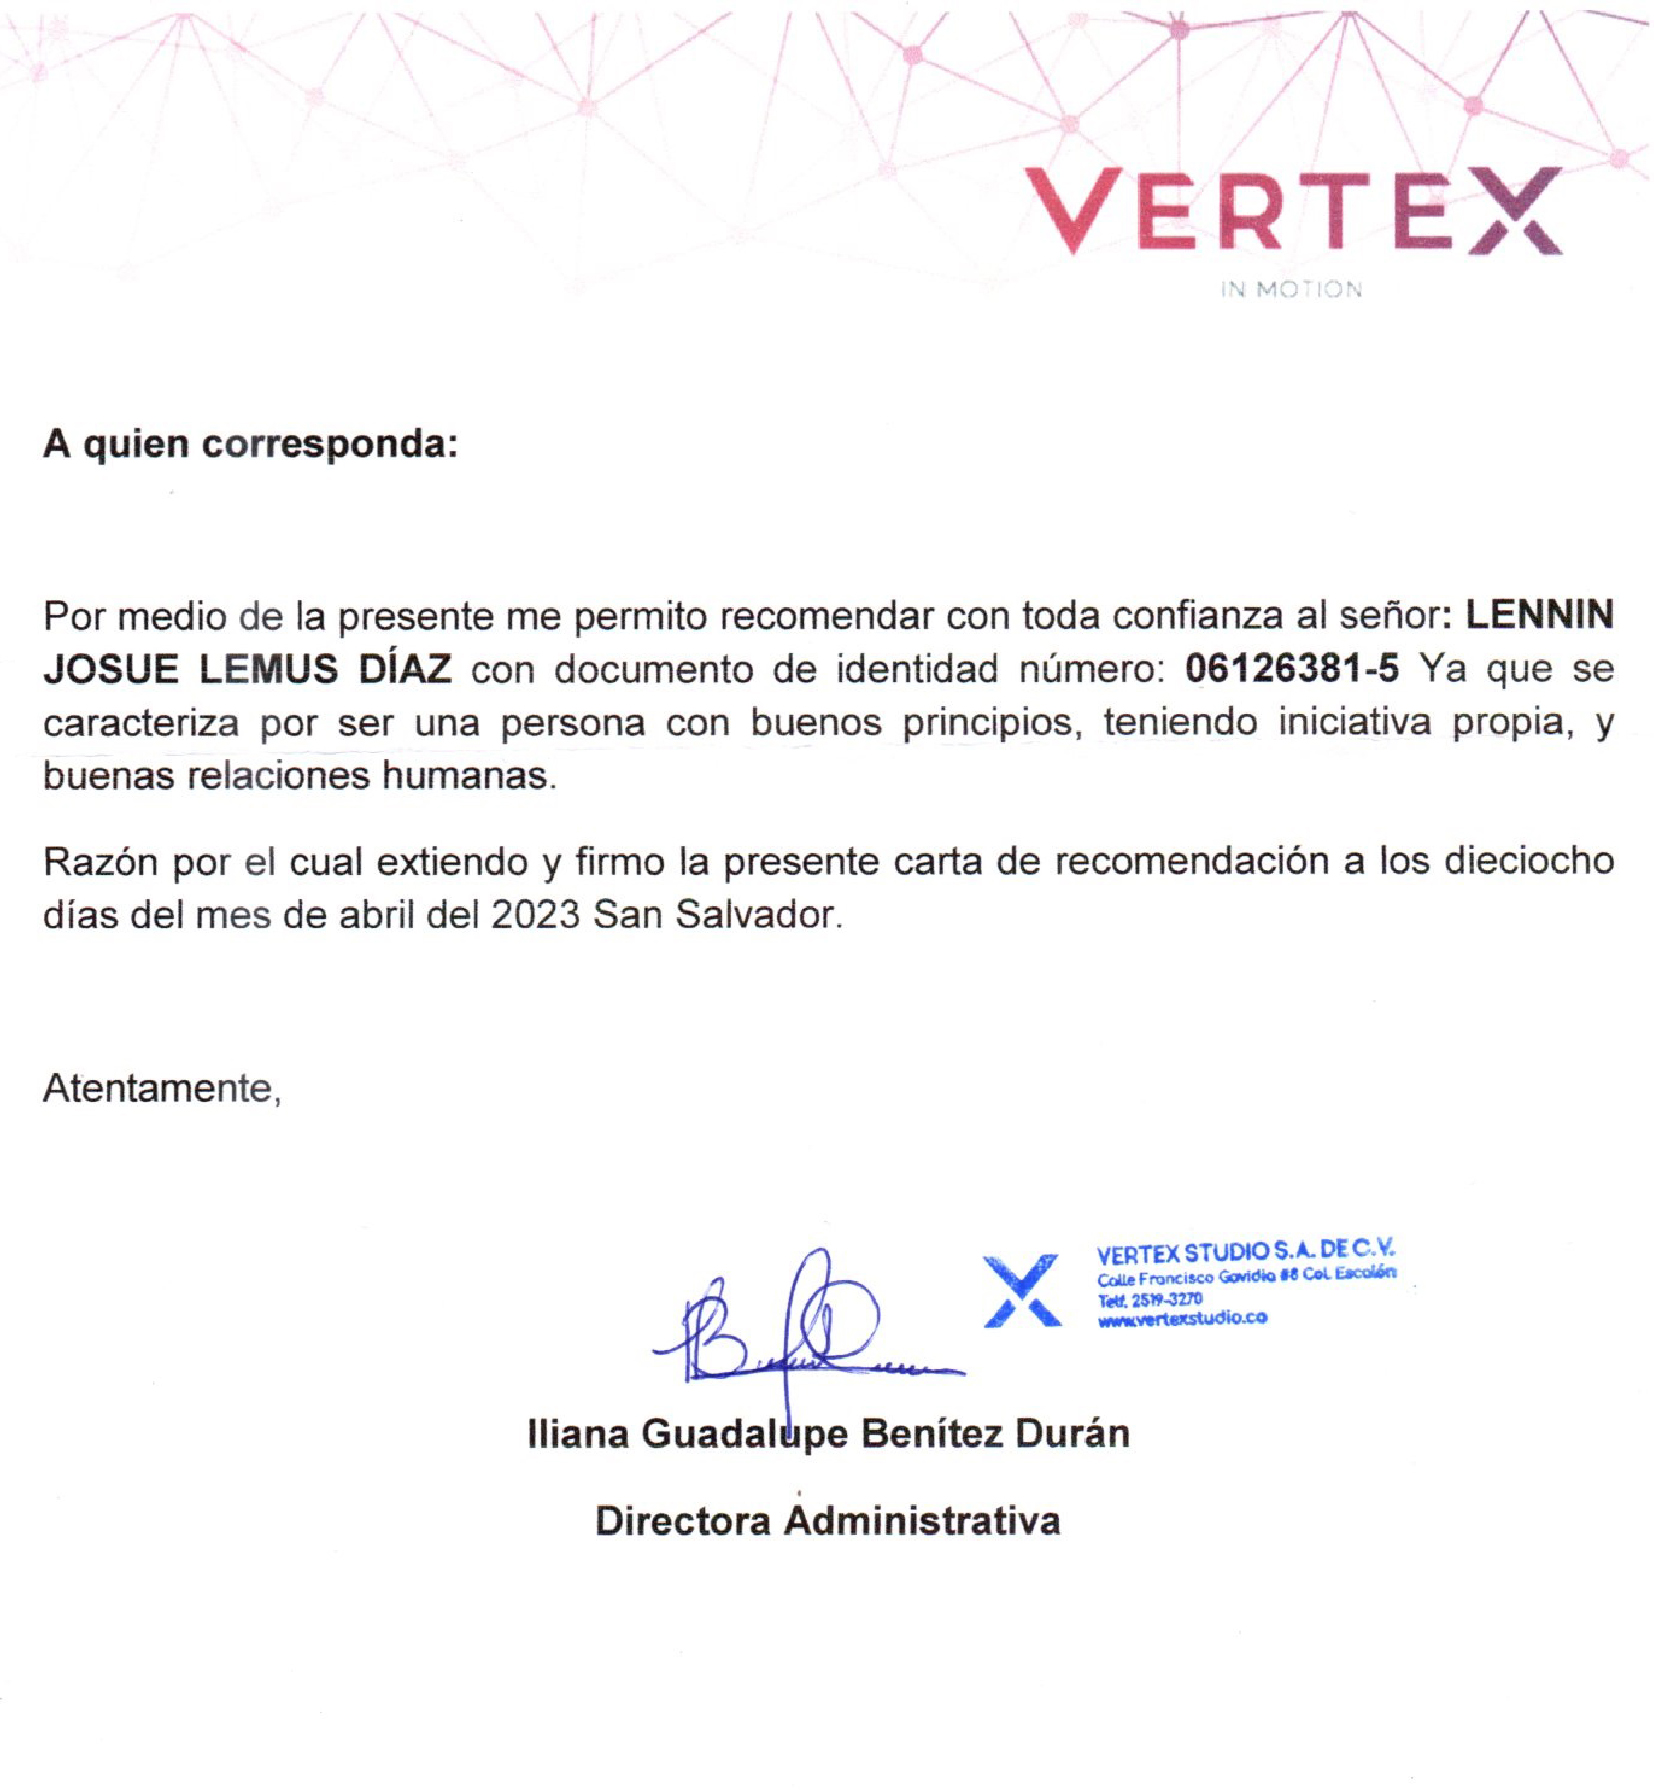 VERTEX
IN MOTION
A quien corresponda:
Por medio de la presente me permito recomendar con toda confianza al señor: LENNIN
JOSUE LEMUS DÍAZ con documento de identidad número: 06126381-5 Ya que se
caracteriza por ser una persona con buenos principios, teniendo iniciativa propia, y
buenas relaciones humanas.
Razón por el cual extiendo y firmo la presente carta de recomendación a los dieciocho
días del mes de abril del 2023 San Salvador.
Atentamente,
VERTEX STUDIO S.A. DE C.V.
Calle Francisco Gavidia Col. Escalón
Telf. 2519-3270
www.vertexstudio.co
Iliana Guadalupe Benítez Durán
Directora Administrativa